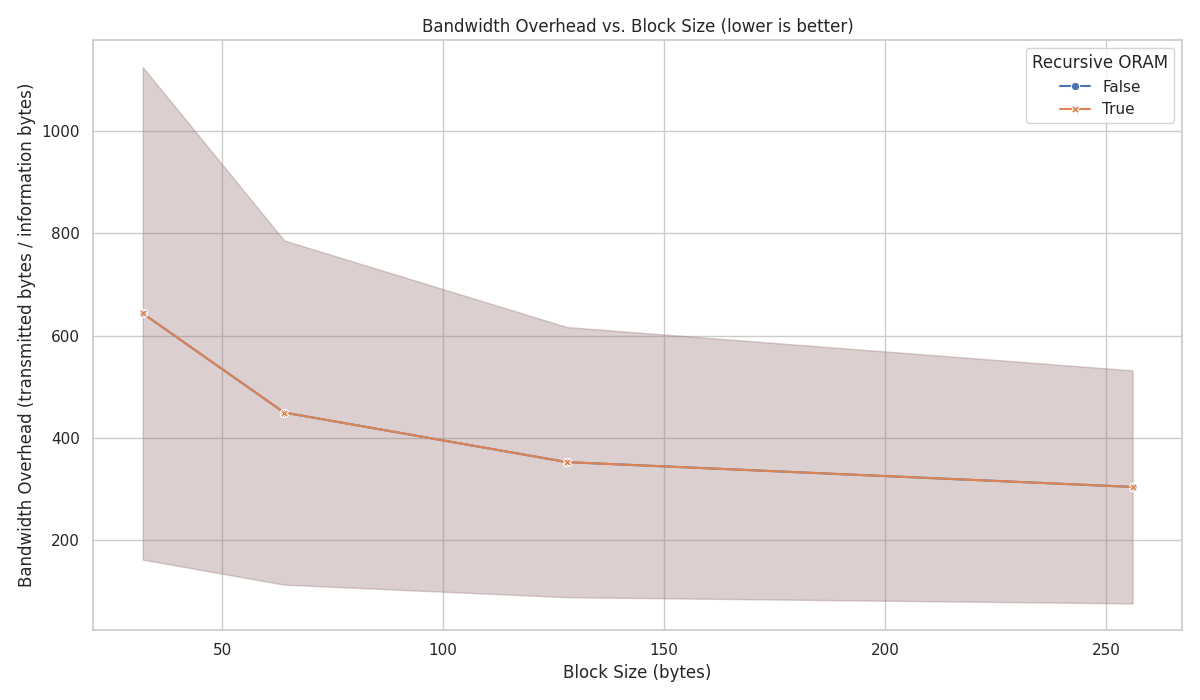 Bandwidth Overhead vs. Block Size (lower is better)
Recursive ORAM
False
True
Bandwidth Overhead (transmitted bytes / information bytes)
1000
800
600
400
200
50
100
150
200
250
Block Size (bytes)